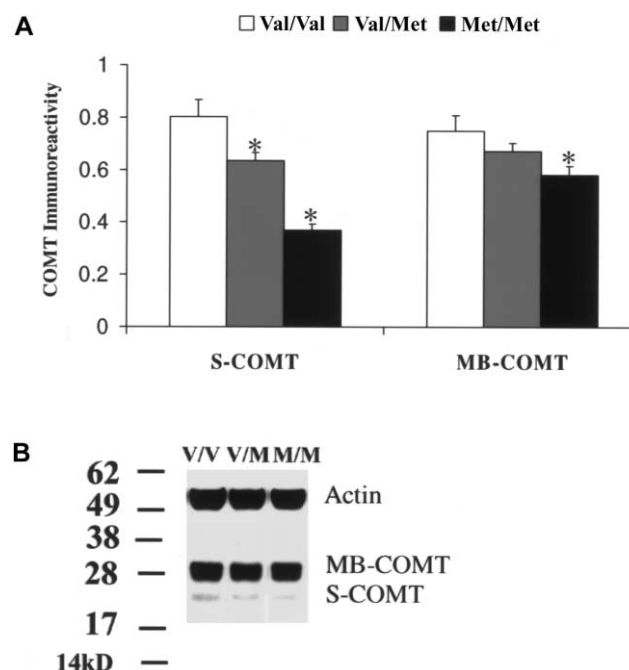 A
Val/Val Val/Met Met/Met
COMT Immunoreactivity
1
0.8
0.6
0.4
0.2
0
*
*
*
S-COMT MB-COMT
B
V/V V/M M/M
62
49
38
28
17
14kD
Actin
MB-COMT
S-COMT